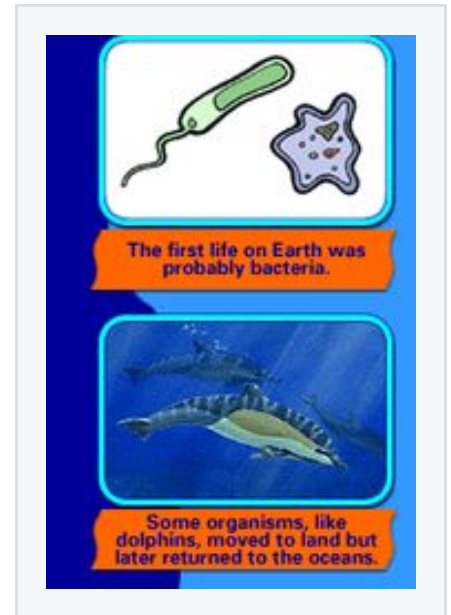 The first life on Earth was
probably bacteria.
Some organisms, like
dolphins, moved to land but
later returned to the oceans.